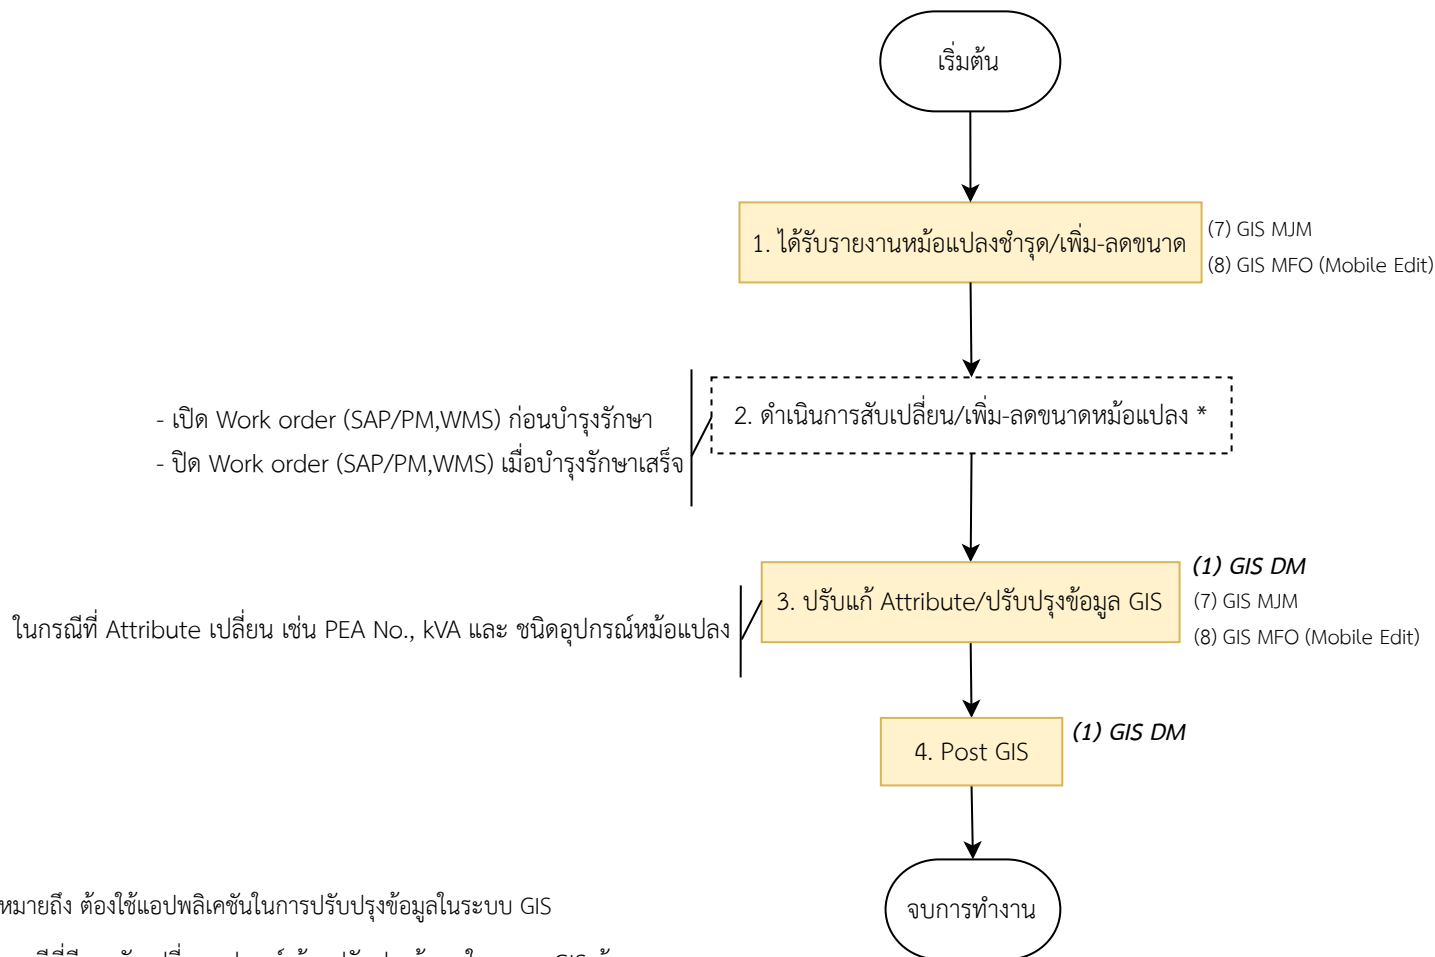 เริ่มต้น
1. ได้รับรายงานหม้อแปลงชำรุด/เพิ่ม-ลดขนาด
(7) GIS MJM
(8) GIS MFO (Mobile Edit)
- เปิด Work order (SAP/PM,WMS) ก่อนบำรุงรักษา
- ปิด Work order (SAP/PM,WMS) เมื่อบำรุงรักษาเสร็จ
2. ดำเนินการสับเปลี่ยน/เพิ่ม-ลดขนาดหม้อแปลง *
ในกรณีที่ Attribute เปลี่ยน เช่น PEA No., kVA และ ชนิดอุปกรณ์หม้อแปลง
3. ปรับแก้ Attribute/ปรับปรุงข้อมูล GIS
(1) GIS DM
(7) GIS MJM
(8) GIS MFO (Mobile Edit)
4. Post GIS
(1) GIS DM
หมายถึง ต้องใช้แอปพลิเคชันในการปรับปรุงข้อมูลในระบบ GIS
จบการทำงาน